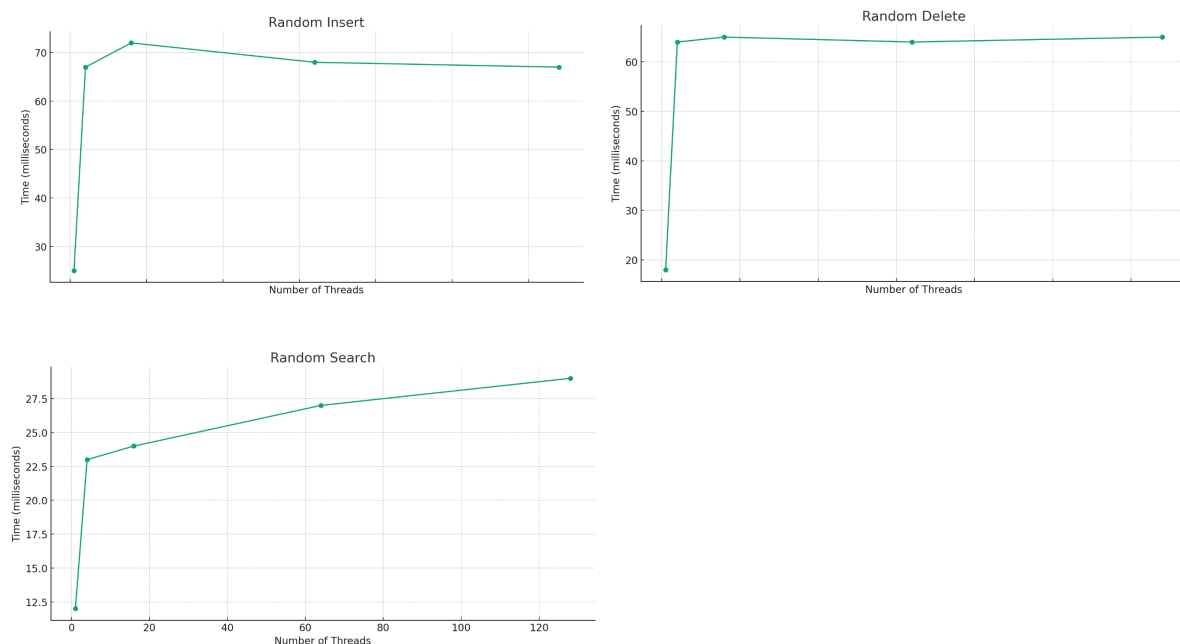 Random Insert
Time (milliseconds)
70
60
50
40
30
Number of Threads
Random Delete
Time (milliseconds)
60
50
40
30
20
Number of Threads
Random Search
Time (milliseconds)
27.5
25.0
22.5
20.0
17.5
15.0
12.5
0 20 40 60 80 100 120
Number of Threads